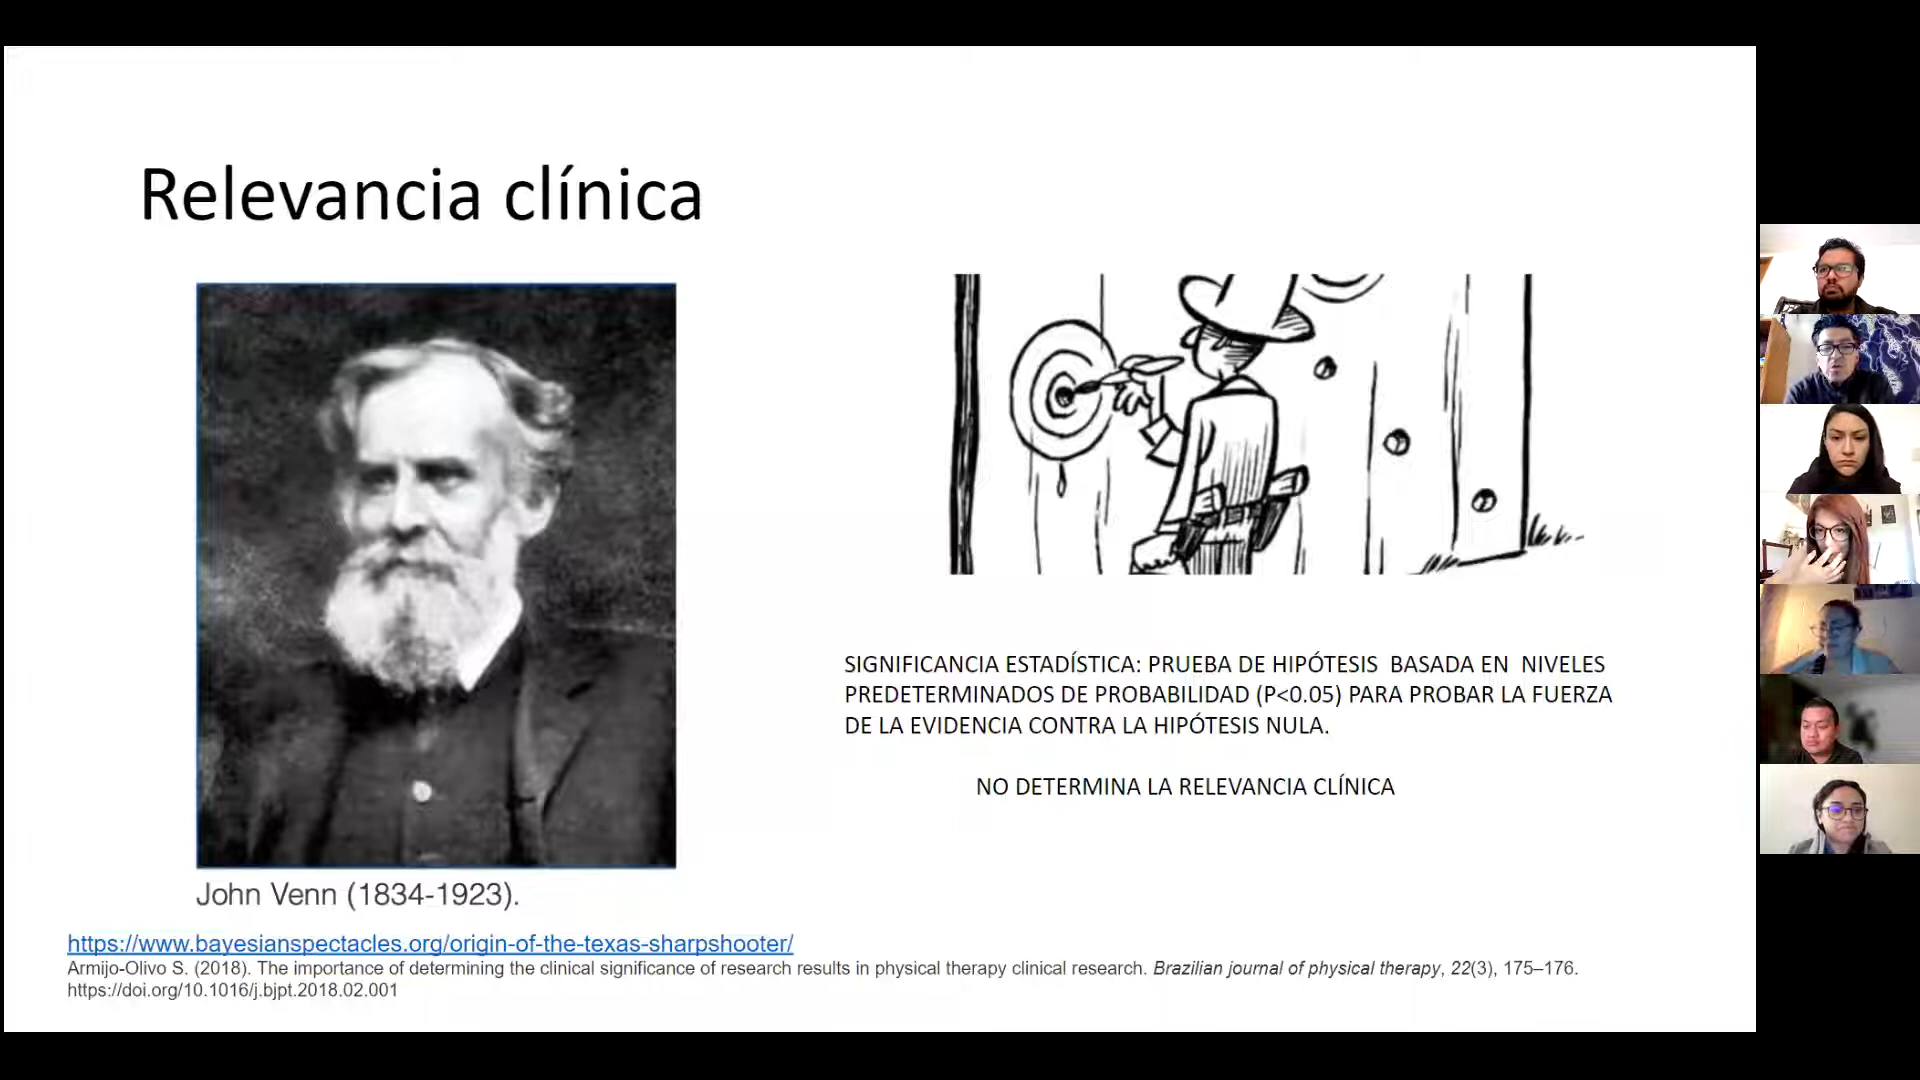 Relevancia clínica
SIGNIFICANCIA ESTADÍSTICA: PRUEBA DE HIPÓTESIS BASADA EN NIVELES
PREDETERMINADOS DE PROBABILIDAD (P<0.05) PARA PROBAR LA FUERZA
DE LA EVIDENCIA CONTRA LA HIPÓTESIS NULA.
NO DETERMINA LA RELEVANCIA CLÍNICA
John Venn (1834-1923).
https://www.bayesianspectacles.org/origin-of-the-texas-sharpshooter/
Armijo-Olivo S. (2018). The importance of determining the clinical significance of research results in physical therapy clinical research. Brazilian journal of physical therapy, 22(3), 175–176.
https://doi.org/10.1016/j.bjpt.2018.02.001